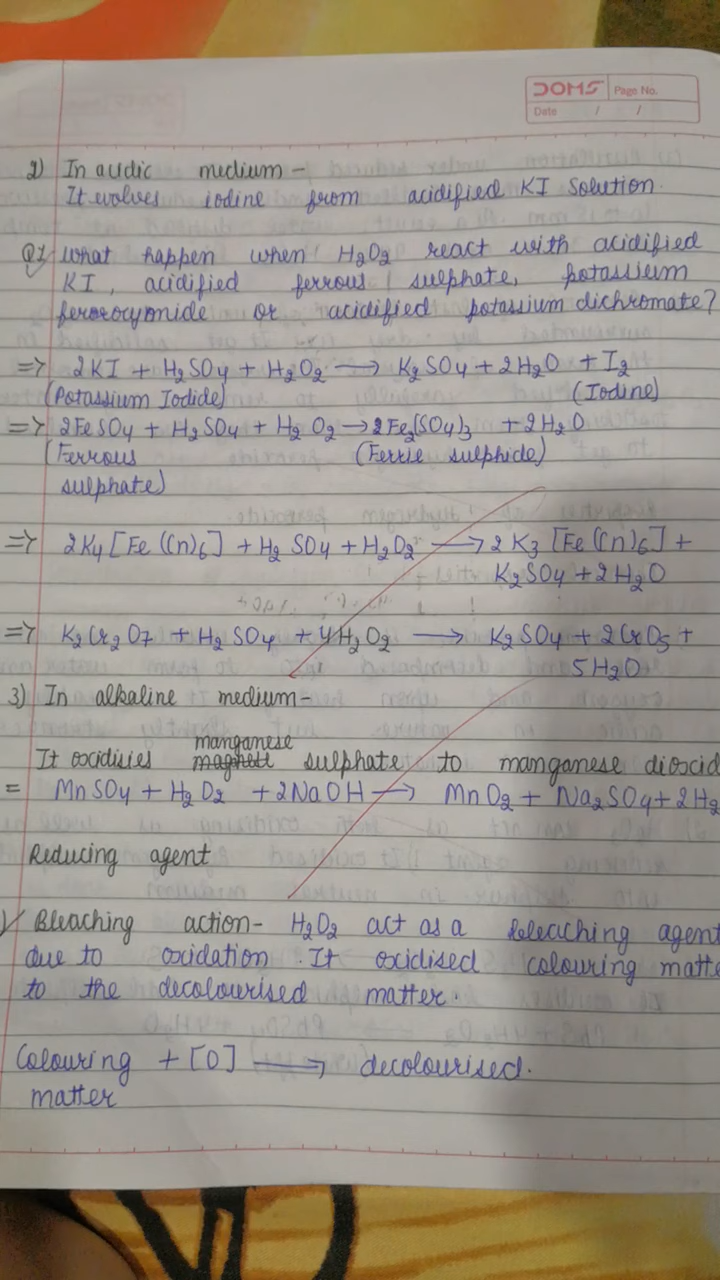 DOMS
Page No.
Date / /
2) In acidic medium -
It evolves iodine from acidified KI solution.
Q1 What happen when H₂O₂ react with acidified
KI, acidified ferrous sulphate, potassium
ferorocyonide or acidified potassium dichromate?
=> 2KI + H₂SO₄ + H₂O₂ → K₂SO₄ + 2H₂O + I₂
(Potassium Iodide) (Iodine)
=> 2FeSO₄ + H₂SO₄ + H₂O₂ → 2Fe₂(SO₄)₃ + 2H₂O
(Ferrous (Ferrie sulphide)
sulphate)
=> 2K₄[Fe(Cn)₆] + H₂SO₄ + H₂O₂ → 2K₃[Fe(Cn)₆] +
K₂SO₄ + 2H₂O
=> K₂Cr₂O7 + H₂SO₄ + 4H₂O₂ → K₂SO₄ + 2CrO₅ +
5H₂O
3) In alkaline medium -
manganese
It oxidisies sulphate to manganese dioxid
= MnSO₄ + H₂O₂ + 2NaOH → MnO₂ + Na₂SO₄ + 2H₂
Reducing agent
) Bleaching action - H₂O₂ act as a bleaching agent
due to oxidation. It oxidised colouring matte
to the decolourised matter.
Colouring + [O] → decolourised.
matter